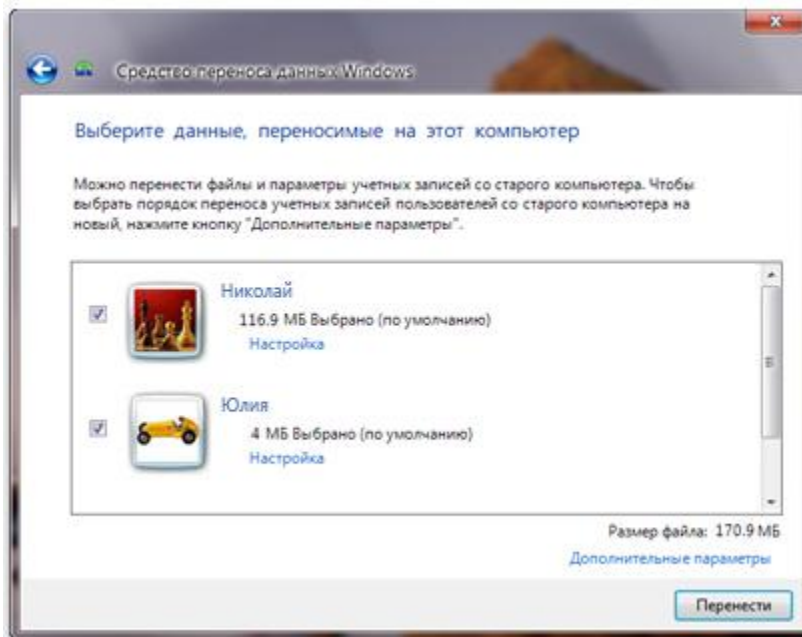 Средство переноса данных Windows
Выберите данные, переносимые на этот компьютер
Можно перенести файлы и параметры учетных записей со старого компьютера. Чтобы
выбрать порядок переноса учетных записей пользователей со старого компьютера на
новый, нажмите кнопку "Дополнительные параметры".
Николай
116.9 МБ Выбрано (по умолчанию)
Настройка
Юлия
4 МБ Выбрано (по умолчанию)
Настройка
Размер файла: 170.9 МБ
Дополнительные параметры
Перенести